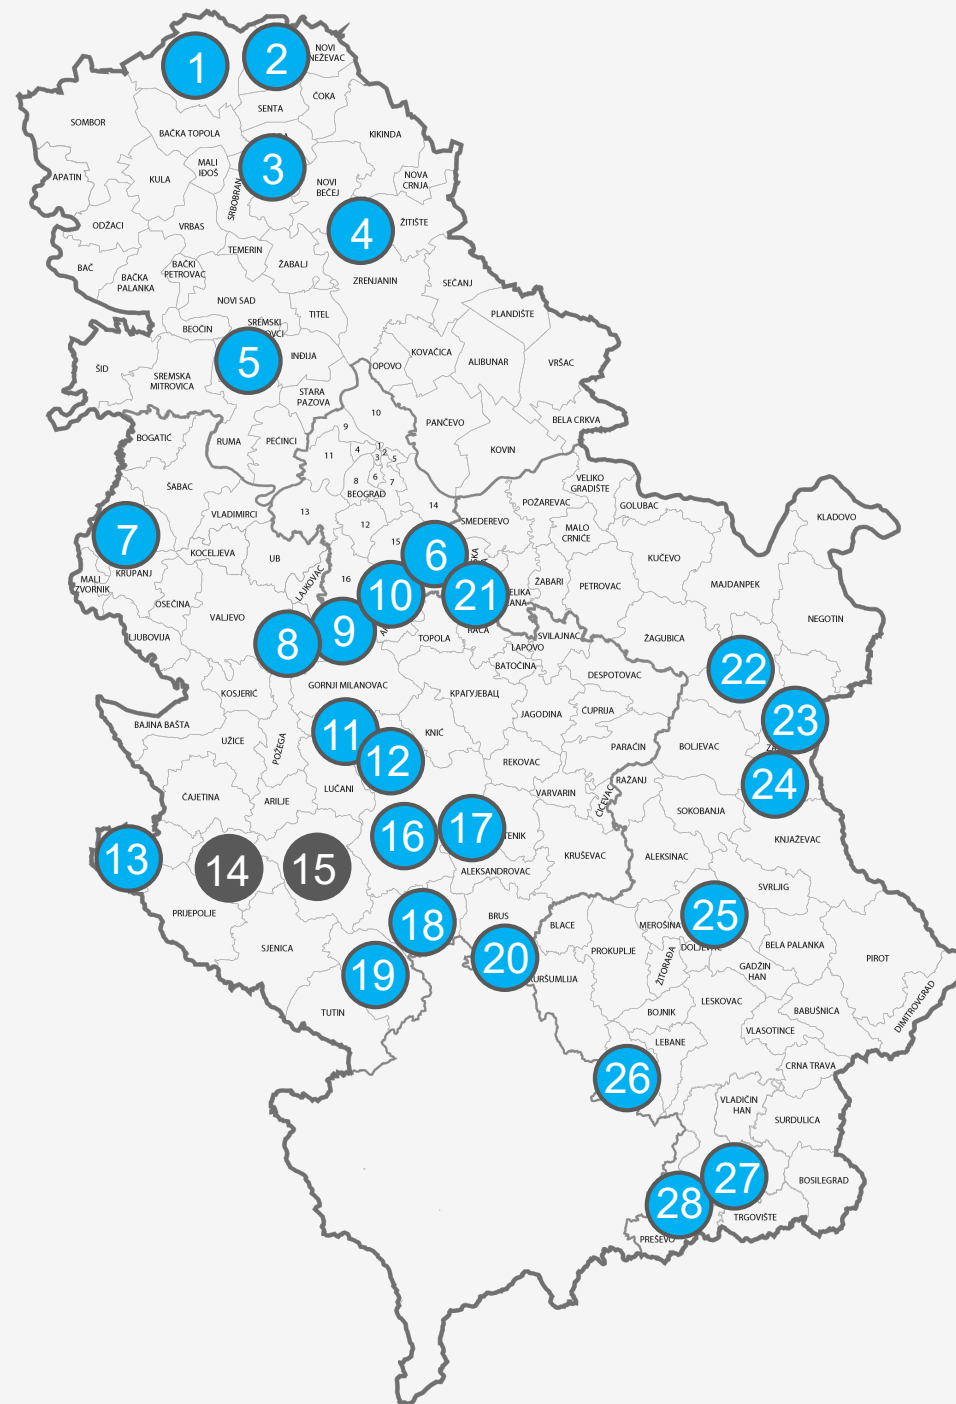 1
2
NOVI
KNEŽEVAC
SENTA
ČOKA
SOMBOR
BAČKA TOPOLA
KIKINDA
MALI
IĐOŠ
3
APATIN
KULA
NOVI
BEČEJ
NOVA
CRNJA
SRBOBRAN
ODŽACI
VRBAS
4
ŽITIŠTE
TEMERIN
BAČ
BAČKI
PETROVAC
ŽABALJ
BAČKA
PALANKA
ZRENJANIN
SEČANJ
NOVI SAD
TITEL
PLANDIŠTE
BEOČIN
SREMSKI
5
INĐIJA
KOVAČICA
OPOVO
ALIBUNAR
VRŠAC
ŠID
SREMSKA
MITROVICA
STARA
PAZOVA
10
PANČEVO
BELA CRKVA
9
BOGATIĆ
RUMA
PEĆINCI
1
2
3
4
5
11
KOVIN
6
7
8
BEOGRAD
ŠABAC
VELIKO
GRADIŠTE
POŽAREVAC
GOLUBAC
14
13
VLADIMIRCI
12
SMEDEREVO
KLADOVO
7
MALO
CRNIĆE
15
6
KOCELJEVA
UB
KUČEVO
KRUPANJ
MALI
ZVORNIK
16
LAJKOVAC
ŽABARI
PETROVAC
MAJDANPEK
10
21
OSEČINA
VALJEVO
NEGOTIN
9
8
LJUBOVIJA
TOPOLA
RAČA
SVILAJNAC
LAPOVO
ŽAGUBICA
BATOČINA
22
DESPOTOVAC
GORNJI MILANOVAC
KOSJERIĆ
КРАГУЈЕВАЦ
JAGODINA
ĆUPRIJA
23
BAJINA BAŠTA
11
UŽICE
POŽEGA
KNIĆ
PARAĆIN
BOLJEVAC
12
REKOVAC
RAŽANJ
24
LUČANI
VARVARIN
ĆIĆEVAC
ČAJETINA
ARILJE
SOKOBANJA
16
17
KNJAŽEVAC
13
14
15
KRUŠEVAC
ALEKSINAC
ALEKSANDROVAC
SVRLJIG
PRIJEPOLJE
18
BRUS
BLACE
MEROŠINA
25
SJENICA
PROKUPLJE
BELA PALANKA
PIROT
20
ŽITORAĐA
GADŽIN
HAN
19
KURŠUMLIJA
LESKOVAC
DIMITROVGRAD
TUTIN
BOJNIK
BABUŠNICA
VLASOTINCE
LEBANE
CRNA TRAVA
26
VLADIČIN
HAN
SURDULICA
27
BOSILEGRAD
28
TRGOVIŠTE
PREŠEVO